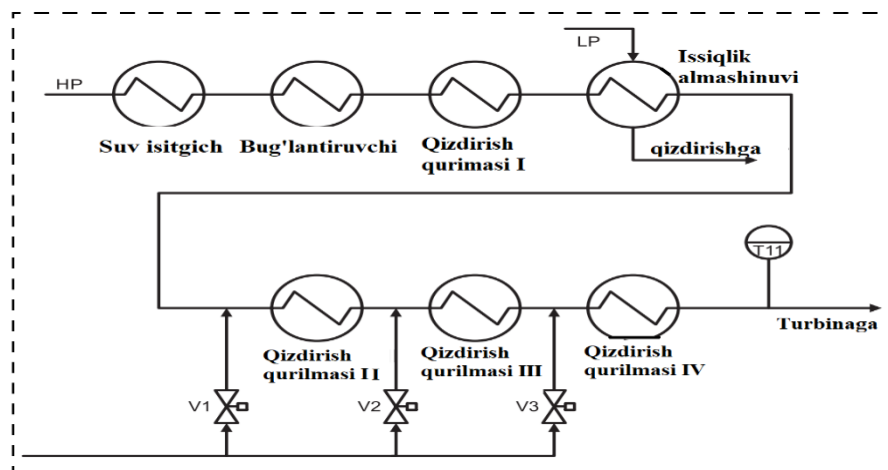 LP
HP
Issiqlik
almashinuvi
Suv isitgich
Bug'lantiruvchi
Qizdirish
qurimasi I
qizdirishga
T11
Turbinaga
Qizdirish
qurilmasi II
Qizdirish
qurilmasi III
Qizdirish
qurilmasi IV
V1
V2
V3